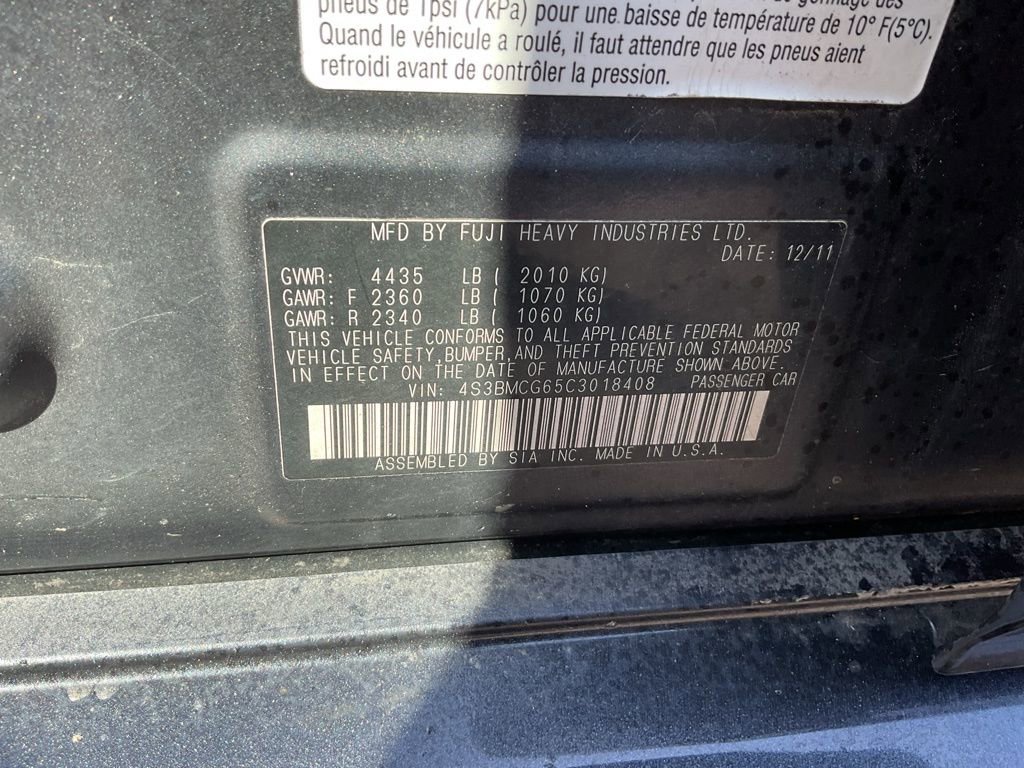 pneus de 1psi (7kPa) pour une baisse de température de 10° F(5°C).
Quand le véhicule a roulé, il faut attendre que les pneus aient
refroidi avant de contrôler la pression.
MFD BY FUJI HEAVY INDUSTRIES LTD.
DATE: 12/11
GVWR: 4435 LB ( 2010 KG)
GAWR: F 2360 LB ( 1070 KG)
GAWR: R 2340 LB ( 1060 KG)
THIS VEHICLE CONFORMS TO ALL APPLICABLE FEDERAL MOTOR
VEHICLE SAFETY, BUMPER, AND THEFT PREVENTION STANDARDS
IN EFFECT ON THE DATE OF MANUFACTURE SHOWN ABOVE.
VIN: 4S3BMCG65C3018408 PASSENGER CAR
ASSEMBLED BY SIA INC. MADE IN U.S.A.